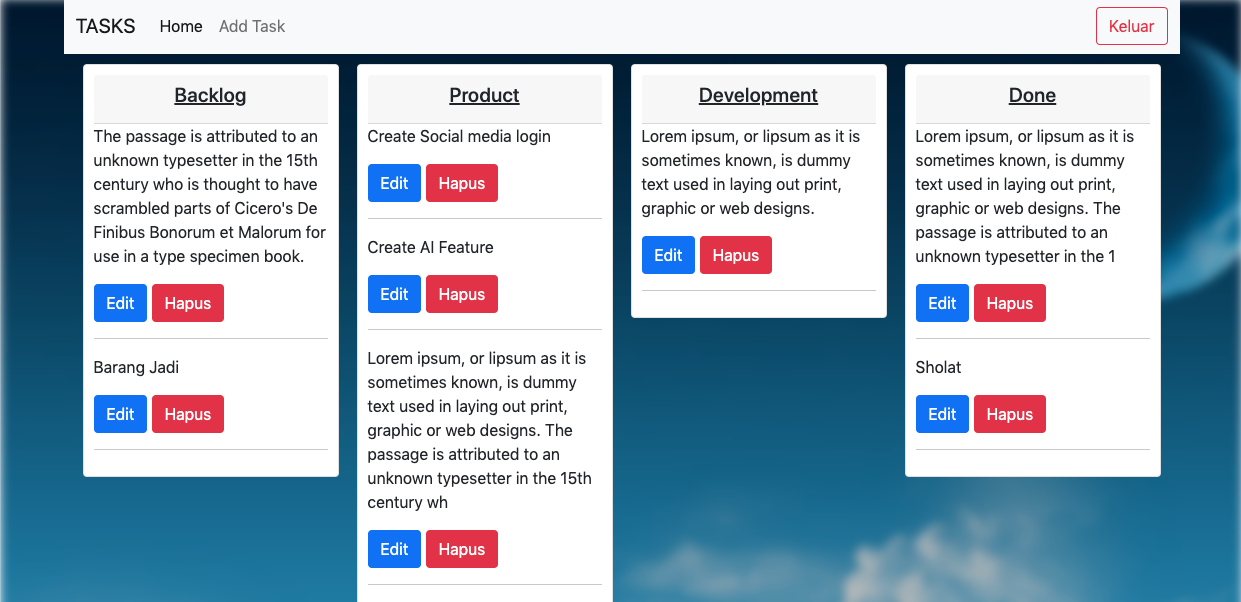 TASKS Home Add Task Keluar
Backlog
The passage is attributed to an
unknown typesetter in the 15th
century who is thought to have
scrambled parts of Cicero's De
Finibus Bonorum et Malorum for
use in a type specimen book.
Edit Hapus
Barang Jadi
Edit Hapus
Product
Create Social media login
Edit Hapus
Create AI Feature
Edit Hapus
Lorem ipsum, or lipsum as it is
sometimes known, is dummy
text used in laying out print,
graphic or web designs. The
passage is attributed to an
unknown typesetter in the 15th
century wh
Edit Hapus
Development
Lorem ipsum, or lipsum as it is
sometimes known, is dummy
text used in laying out print,
graphic or web designs.
Edit Hapus
Done
Lorem ipsum, or lipsum as it is
sometimes known, is dummy
text used in laying out print,
graphic or web designs. The
passage is attributed to an
unknown typesetter in the 1
Edit Hapus
Sholat
Edit Hapus